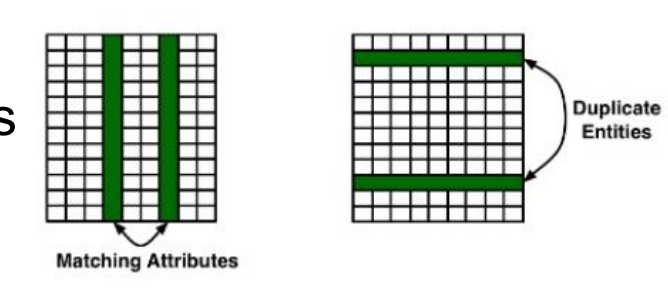 s
Duplicate
Entities
Matching Attributes